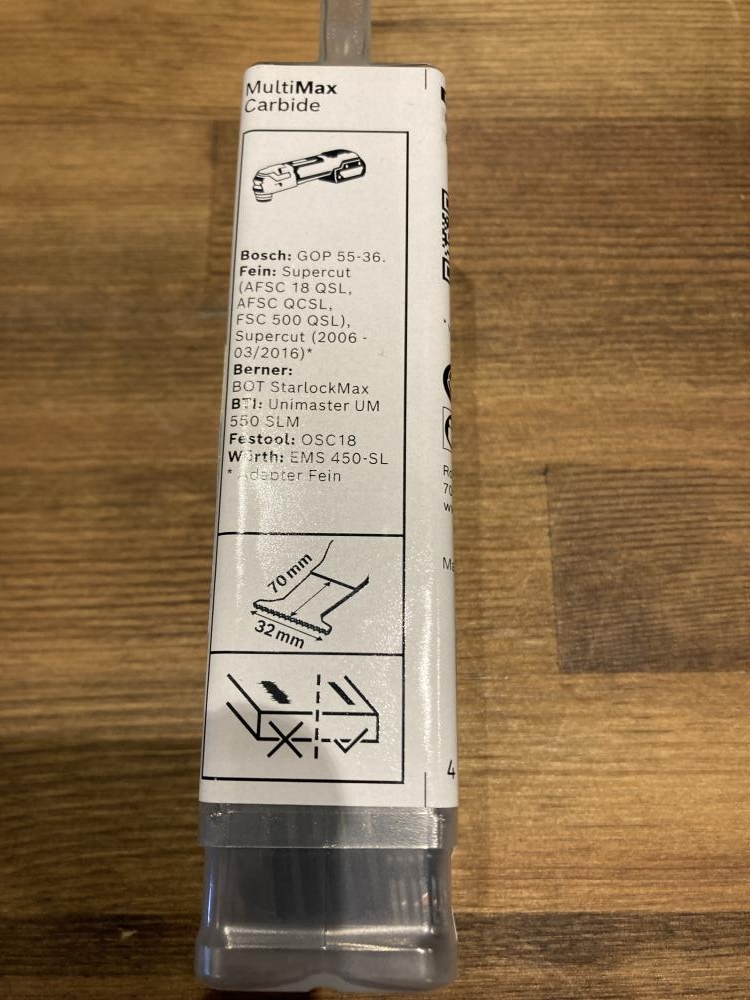 MultiMax
Carbide
Bosch: GOP 55-36.
Fein: Supercut
(AFSC 18 QSL,
AFSC QCSL,
FSC 500 QSL),
Supercut (2006 -
03/2016)*
Berner:
BOT StarlockMax
BTI: Unimaster UM
550 SLM
Festool: OSC18
Würth: EMS 450-SL
* Adapter Fein
70 mm
32 mm
70
4